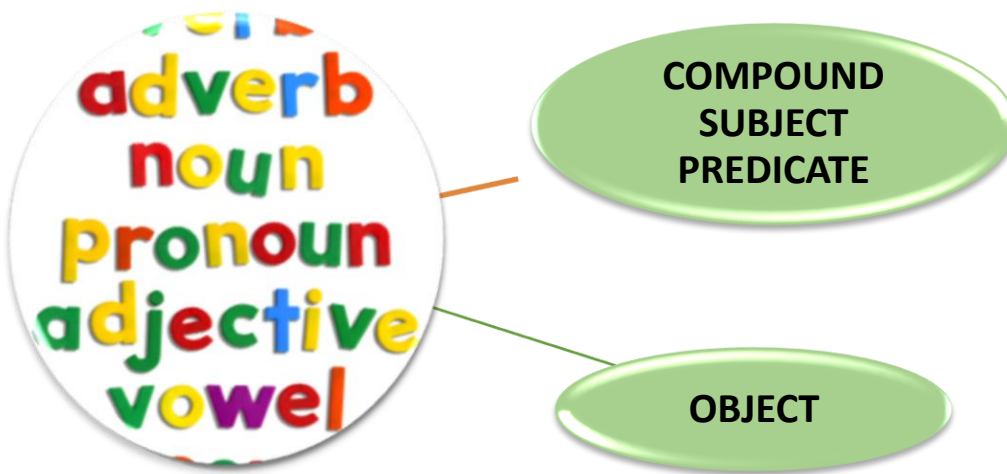 adverb
noun
pronoun
adjective
vowel
COMPOUND
SUBJECT
PREDICATE
OBJECT